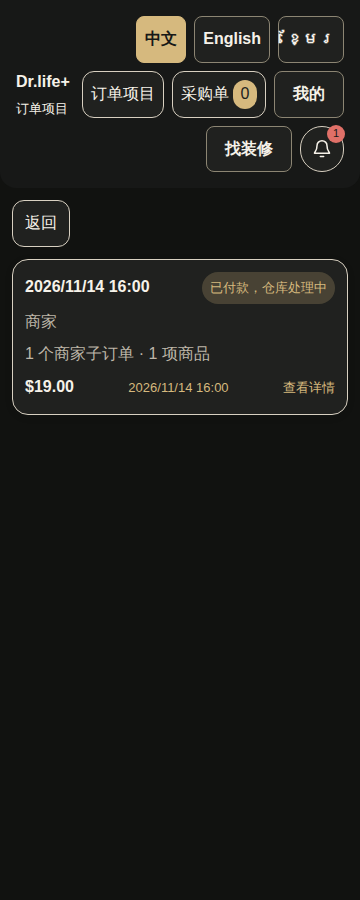 中文 English ខ្មែរ
Dr.life+
订单项目
订单项目 采购单 0 我的
找装修 1
返回
2026/11/14 16:00 已付款，仓库处理中
商家
1 个商家子订单 · 1 项商品
$19.00 2026/11/14 16:00 查看详情